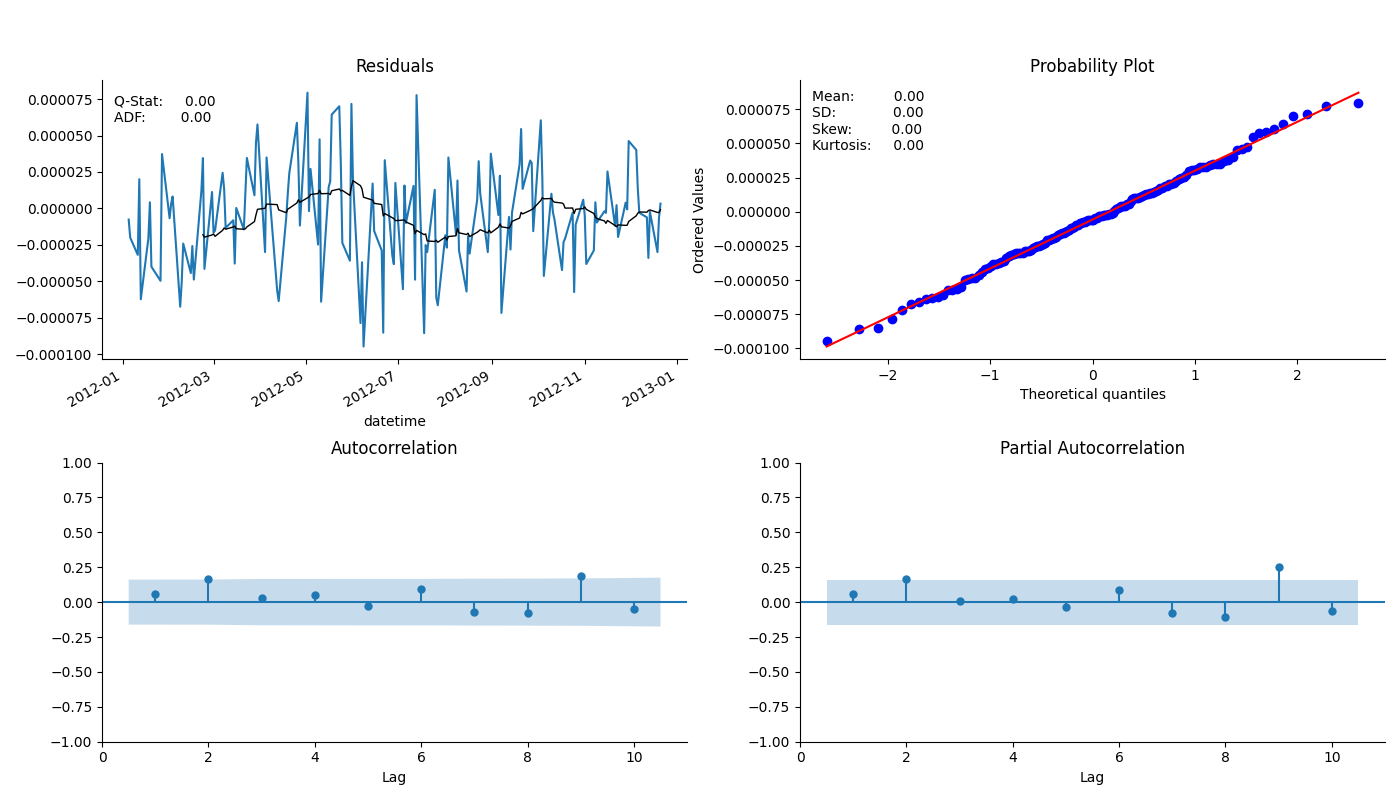 Residuals
Q-Stat: 0.00
ADF: 0.00
0.000075
0.000050
0.000025
0.000000
−0.000025
−0.000050
−0.000075
−0.000100
2012-01
2012-03
2012-05
2012-07
2012-09
2012-11
2013-01
datetime
Probability Plot
Mean: 0.00
SD: 0.00
Skew: 0.00
Kurtosis: 0.00
Ordered Values
0.000075
0.000050
0.000025
0.000000
−0.000025
−0.000050
−0.000075
−0.000100
−2 −1 0 1 2
Theoretical quantiles
Autocorrelation
1.00
0.75
0.50
0.25
0.00
−0.25
−0.50
−0.75
−1.00
0 2 4 6 8 10
Lag
Partial Autocorrelation
1.00
0.75
0.50
0.25
0.00
−0.25
−0.50
−0.75
−1.00
0 2 4 6 8 10
Lag